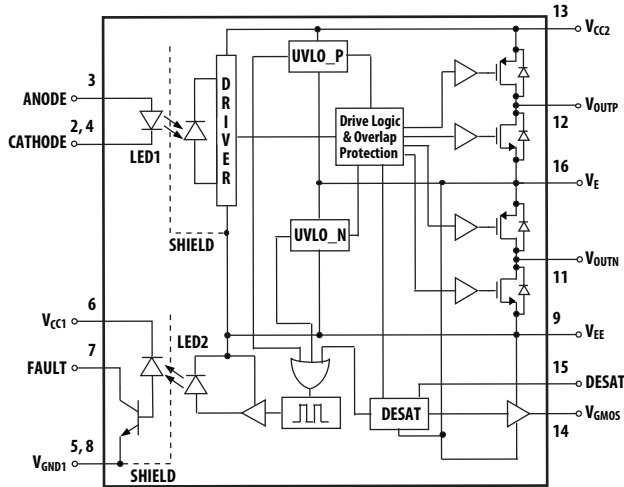 13
VCC2
UVLO_P
DRIVER
3
ANODE
2, 4
CATHODE
LED1
SHIELD
Drive Logic
& Overlap
Protection
VOUTP
12
16
VE
UVLO_N
VOUTN
11
9
VEE
6
VCC1
LED2
7
FAULT
15
DESAT
DESAT
VGMOS
14
5, 8
VGND1
SHIELD